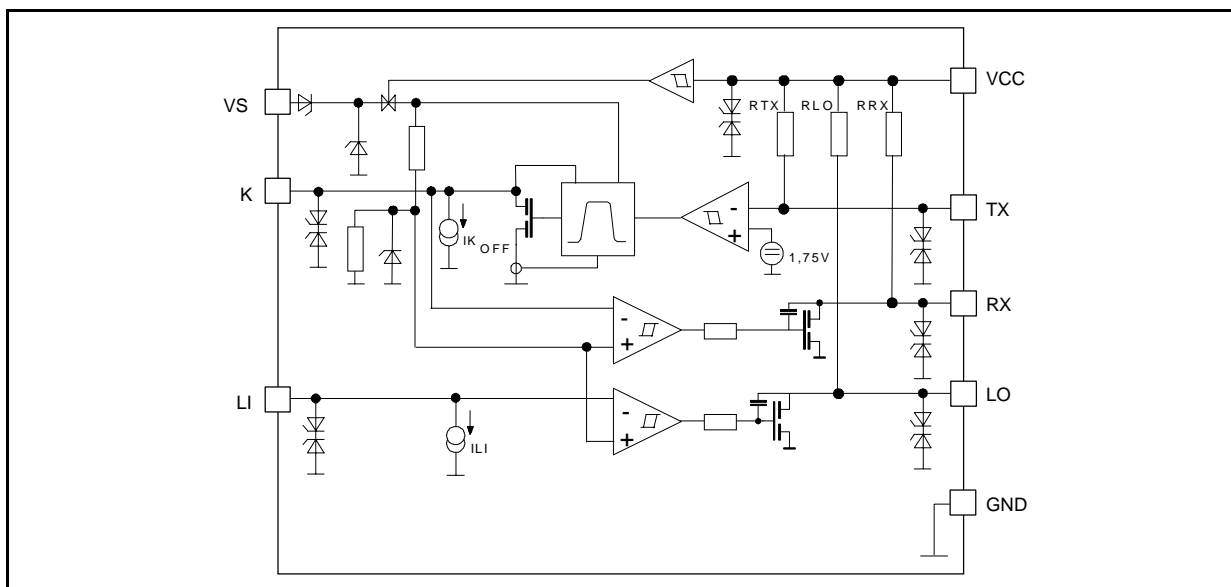 VCC
VS
RTX RLO RRX
K
TX
IK
OFF
-
+
1,75V
RX
-
+
LI
LO
-
+
ILI
GND